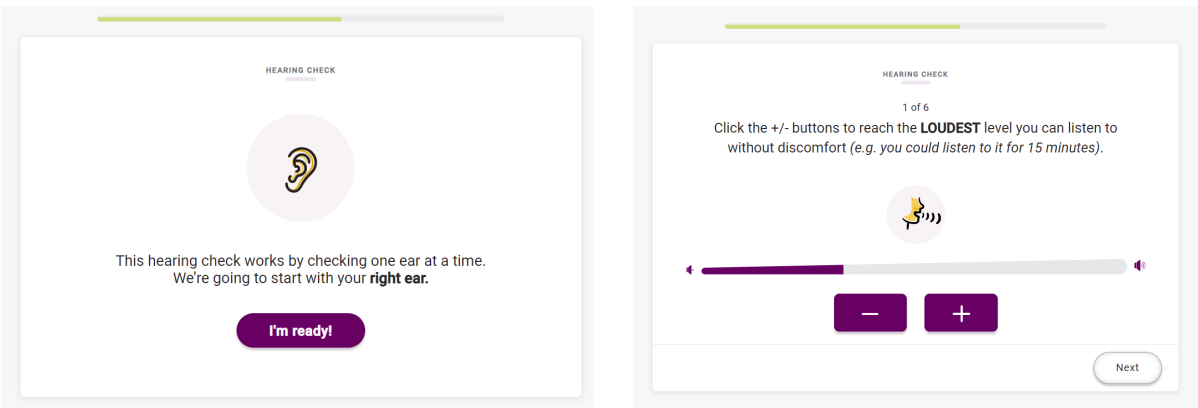 HEARING CHECK
This hearing check works by checking one ear at a time.
We're going to start with your right ear.
I'm ready!
HEARING CHECK
1 of 6
Click the +/- buttons to reach the LOUDEST level you can listen to
without discomfort (e.g. you could listen to it for 15 minutes).
− +
Next